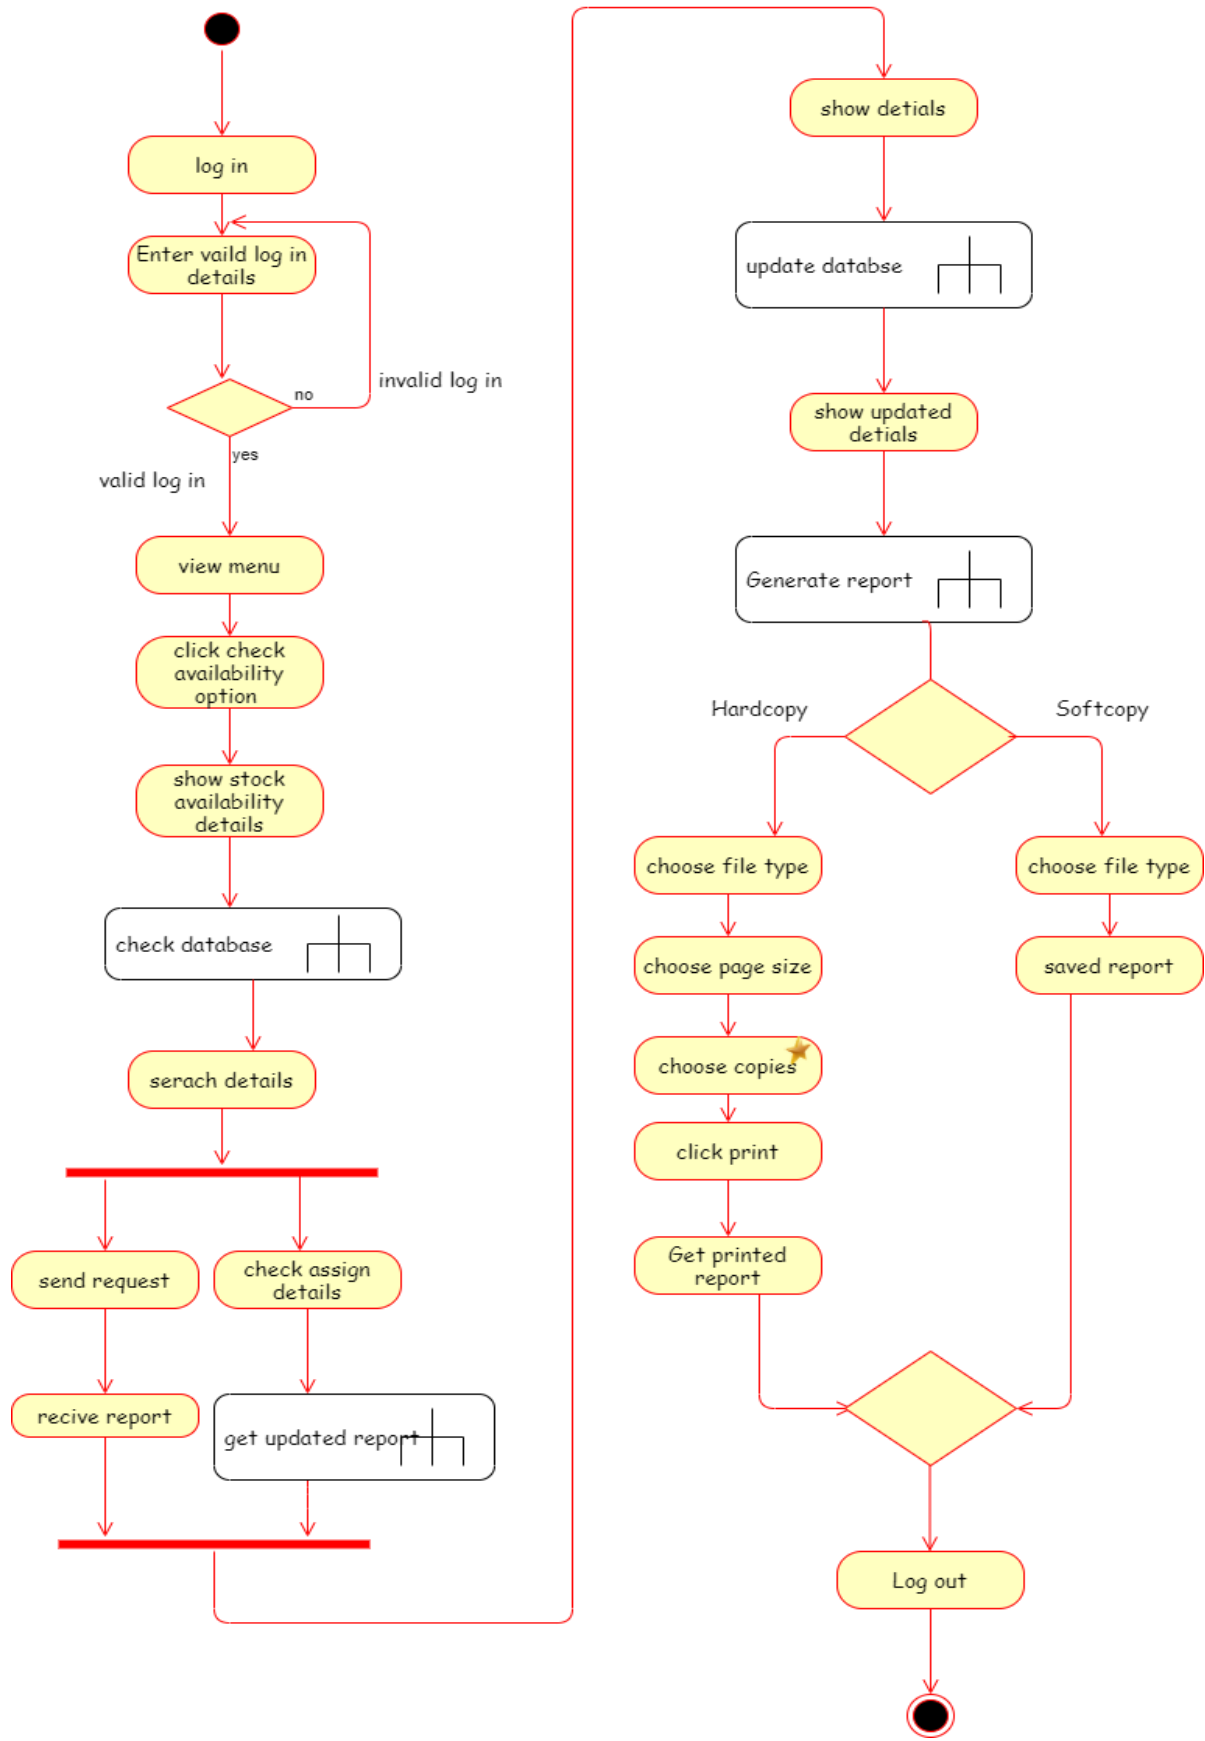 log in
Enter vaild log in
details
no
invalid log in
yes
valid log in
view menu
click check
availability
option
show stock
availability
details
check database
serach details
send request
check assign
details
recive report
get updated report
show detials
update databse
show updated
detials
Generate report
Hardcopy
Softcopy
choose file type
choose file type
choose page size
saved report
choose copies
click print
Get printed
report
Log out